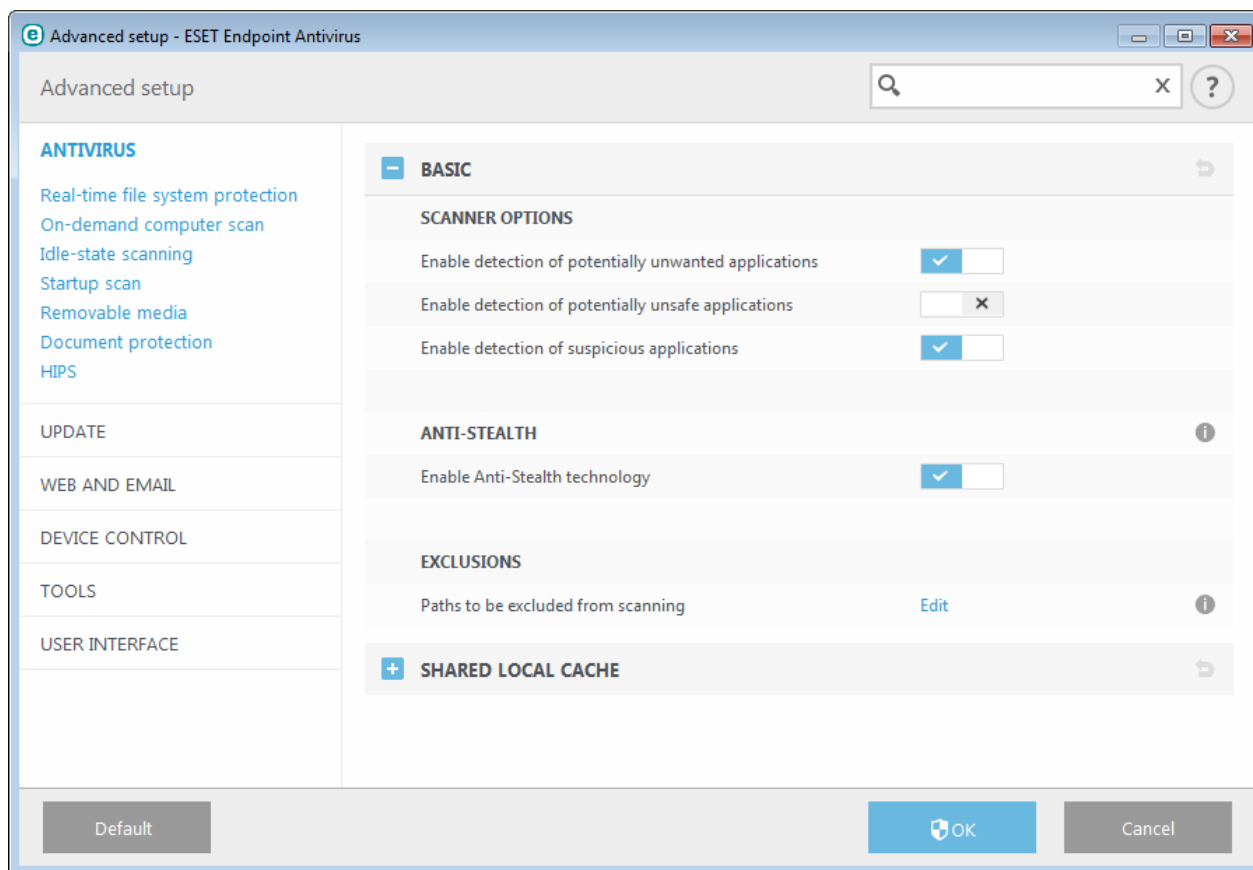 Advanced setup - ESET Endpoint Antivirus
Advanced setup
?
ANTIVIRUS
Real-time file system protection
On-demand computer scan
Idle-state scanning
Startup scan
Removable media
Document protection
HIPS
UPDATE
WEB AND EMAIL
DEVICE CONTROL
TOOLS
USER INTERFACE
BASIC
SCANNER OPTIONS
Enable detection of potentially unwanted applications
Enable detection of potentially unsafe applications
Enable detection of suspicious applications
ANTI-STEALTH
Enable Anti-Stealth technology
EXCLUSIONS
Paths to be excluded from scanning Edit
SHARED LOCAL CACHE
Default
OK
Cancel